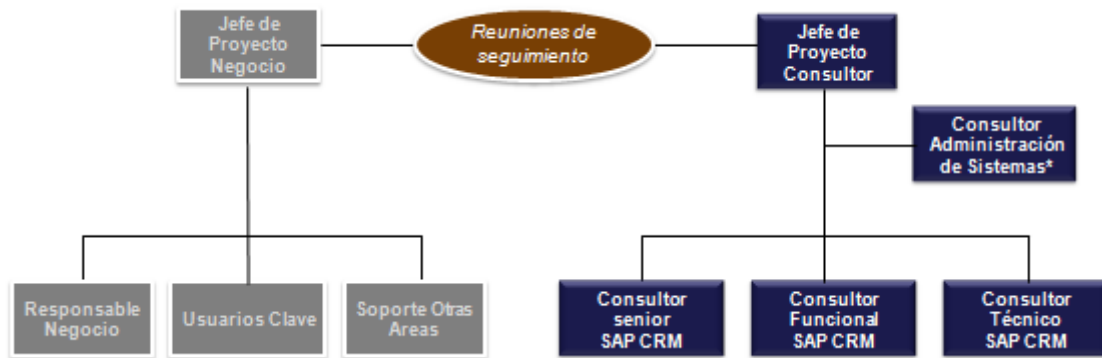 Jefe de
Proyecto
Negocio
Reuniones de
seguimiento
Jefe de
Proyecto
Consultor
Consultor
Administración
de Sistemas*
Responsable
Negocio
Usuarios Clave
Soporte Otras
Areas
Consultor
senior
SAP CRM
Consultor
Funcional
SAP CRM
Consultor
Técnico
SAP CRM